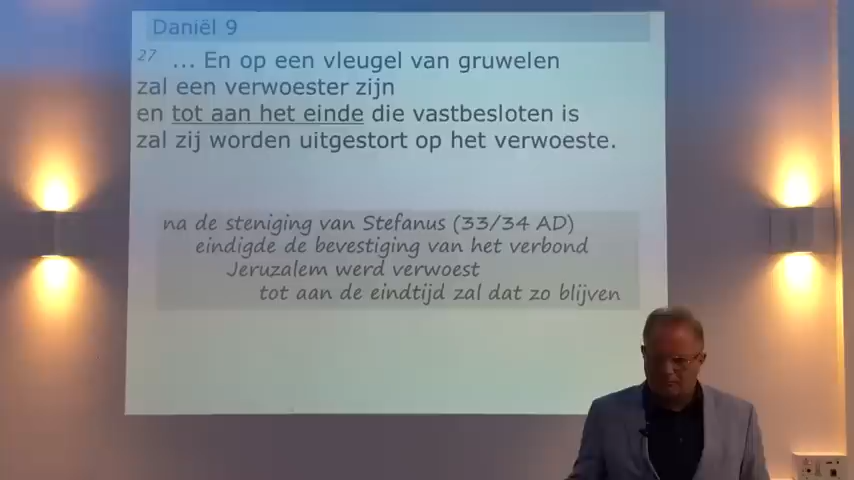 Daniël 9
27 ... En op een vleugel van gruwelen
zal een verwoester zijn
en tot aan het einde die vastbesloten is
zal zij worden uitgestort op het verwoeste.
na de steniging van Stefanus (33/34 AD)
eindigde de bevestiging van het verbond
Jeruzalem werd verwoest
tot aan de eindtijd zal dat zo blijven